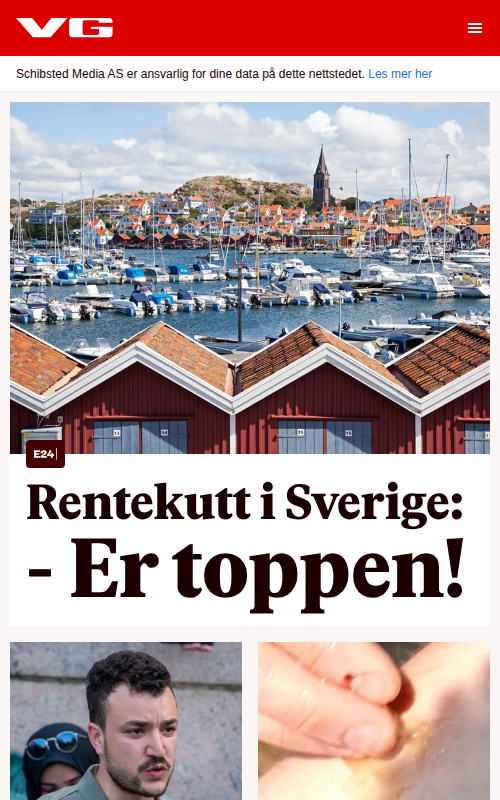 VG
Schibsted Media AS er ansvarlig for dine data på dette nettstedet. Les mer her
E24
Rentekutt i Sverige:
- Er toppen!